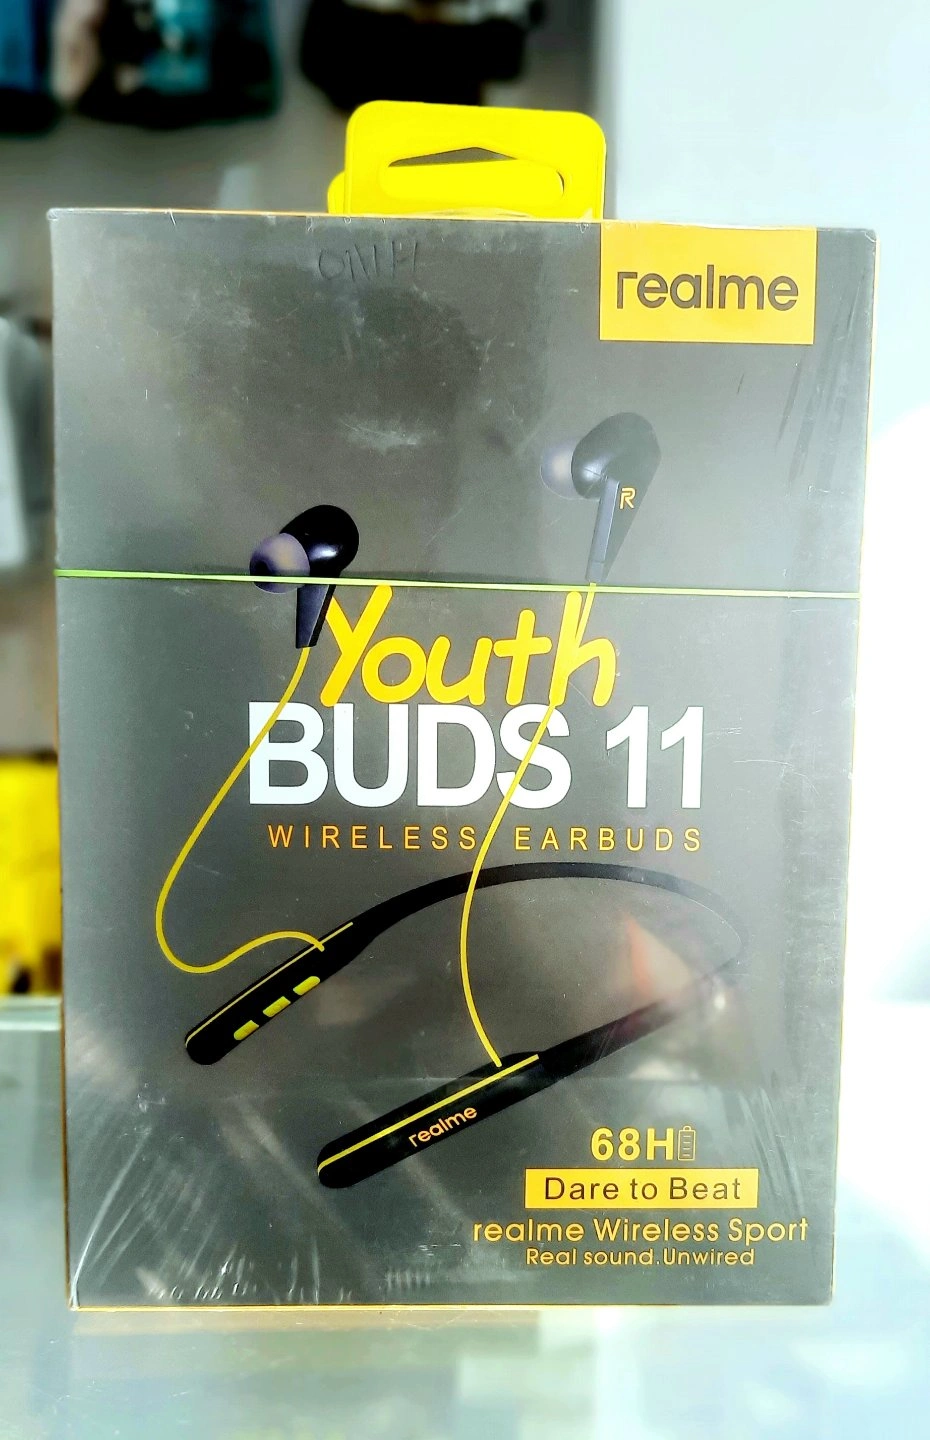 realme
R
Youth
BUDS 11
WIRELESS EARBUDS
realme
68H
Dare to Beat
realme Wireless Sport
Real sound.Unwired